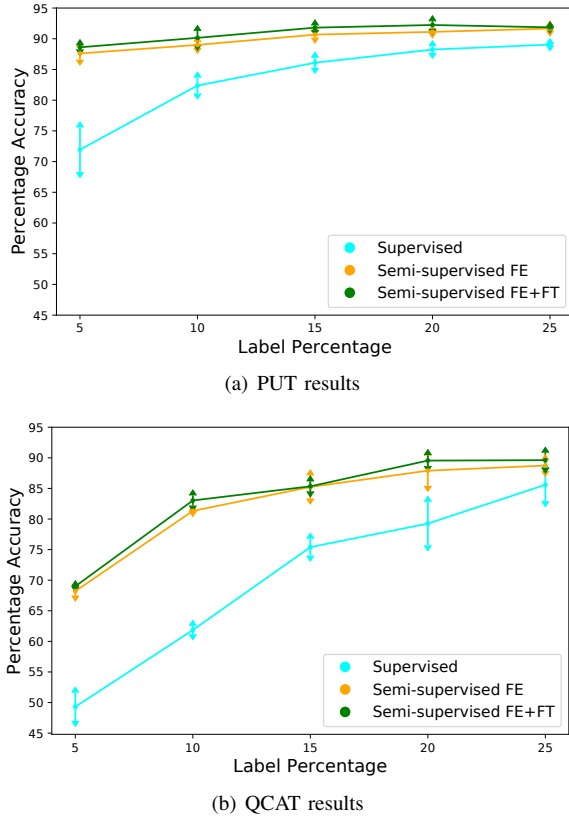 95
90
85
80
75
70
65
60
55
50
45
Percentage Accuracy
Supervised
Semi-supervised FE
Semi-supervised FE+FT
5 10 15 20 25
Label Percentage
(a) PUT results
95
90
85
80
75
70
65
60
55
50
45
Percentage Accuracy
Supervised
Semi-supervised FE
Semi-supervised FE+FT
5 10 15 20 25
Label Percentage
(b) QCAT results